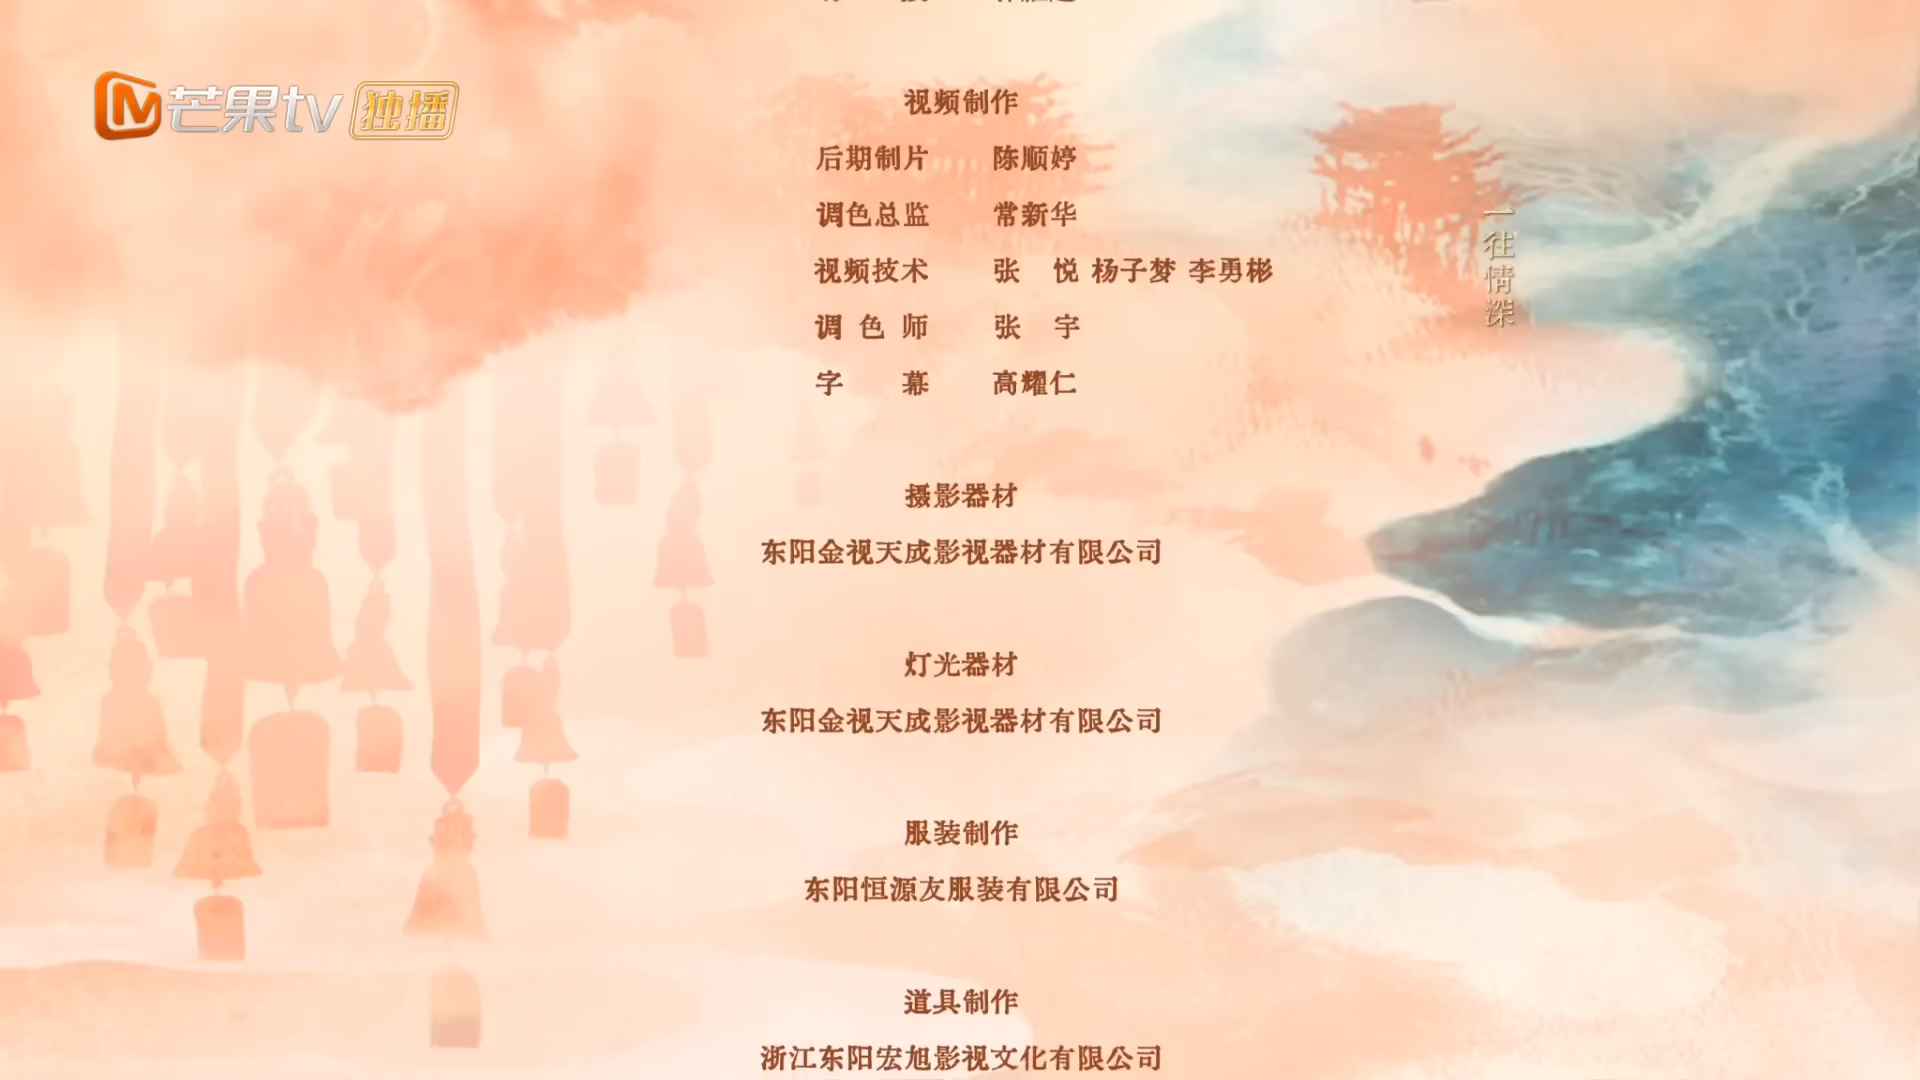 芒果tv 独播
视频制作
后期制片 陈顺婷
调色总监 常新华
视频技术 张 悦 杨子梦 李勇彬
调 色 师 张 宇
字 幕 高耀仁
摄影器材
东阳金视天成影视器材有限公司
灯光器材
东阳金视天成影视器材有限公司
服装制作
东阳恒源友服装有限公司
道具制作
浙江东阳宏旭影视文化有限公司
一往情深